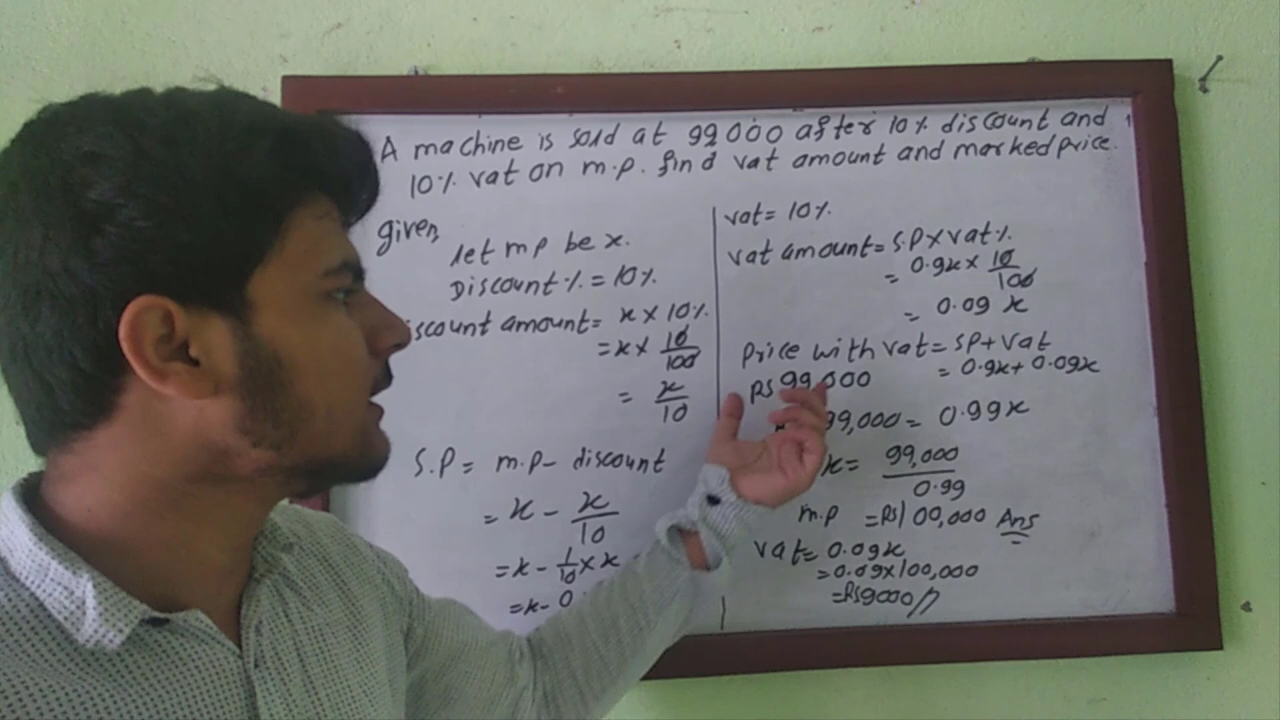 A machine is sold at 99000 after 10% discount and
10% vat on m.p. find vat amount and marked price.
given,
let mp be x.
Discount % = 10%
iscount amount = x × 10%
= x × 10/100
= x/10
S.P = m.p - discount
= x - x/10
= x - 1/10 × x
= x - 0
vat = 10%
vat amount = S.P × vat %
= 0.9x × 10/100
= 0.09 x
Price with vat = SP + vat
Rs 99,000 = 0.9x + 0.09x
99,000 = 0.99x
x = 99,000/0.99
m.p = Rs 100,000 Ans
vat = 0.09x
= 0.09 × 100,000
= Rs 9000 //